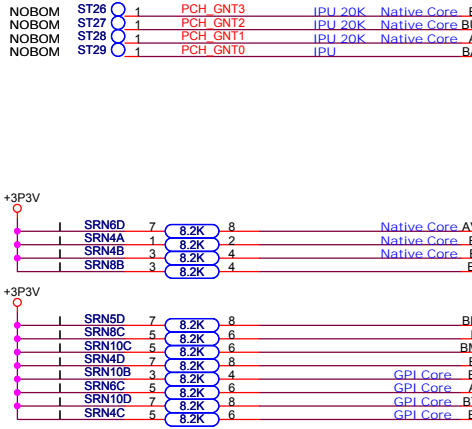 NOBOM ST26 1 PCH_GNT3 IPU 20K Native Core
NOBOM ST27 1 PCH_GNT2 IPU 20K Native Core
NOBOM ST28 1 PCH_GNT1 IPU 20K Native Core
NOBOM ST29 1 PCH_GNT0 IPU
+3P3V
SRN6D 7 8.2K 8 Native Core
SRN4A 1 8.2K 2 Native Core
SRN4B 3 8.2K 4 Native Core
SRN8B 3 8.2K 4
+3P3V
SRN5D 7 8.2K 8
SRN8C 5 8.2K 6
SRN10C 5 8.2K 6
SRN4D 7 8.2K 8
SRN10B 3 8.2K 4 GPI Core
SRN6C 5 8.2K 6 GPI Core
SRN10D 7 8.2K 8 GPI Core
SRN4C 5 8.2K 6 GPI Core